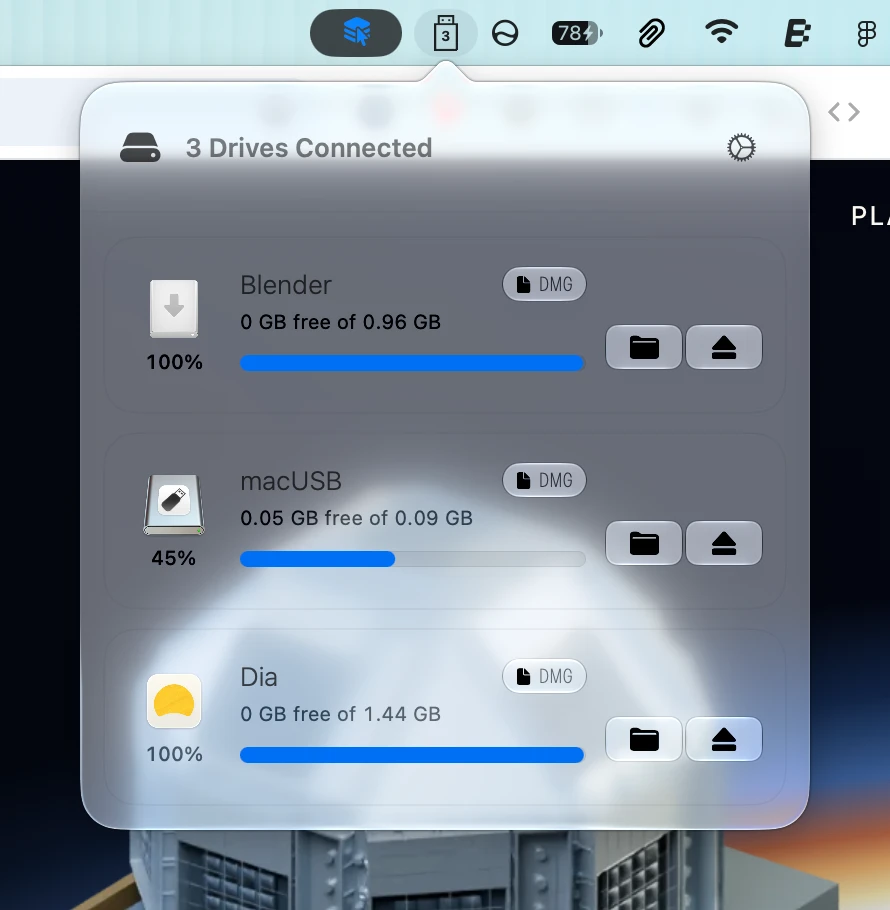 3
78
3 Drives Connected
PLA
Blender
DMG
0 GB free of 0.96 GB
100%
macUSB
DMG
0.05 GB free of 0.09 GB
45%
Dia
DMG
0 GB free of 1.44 GB
100%